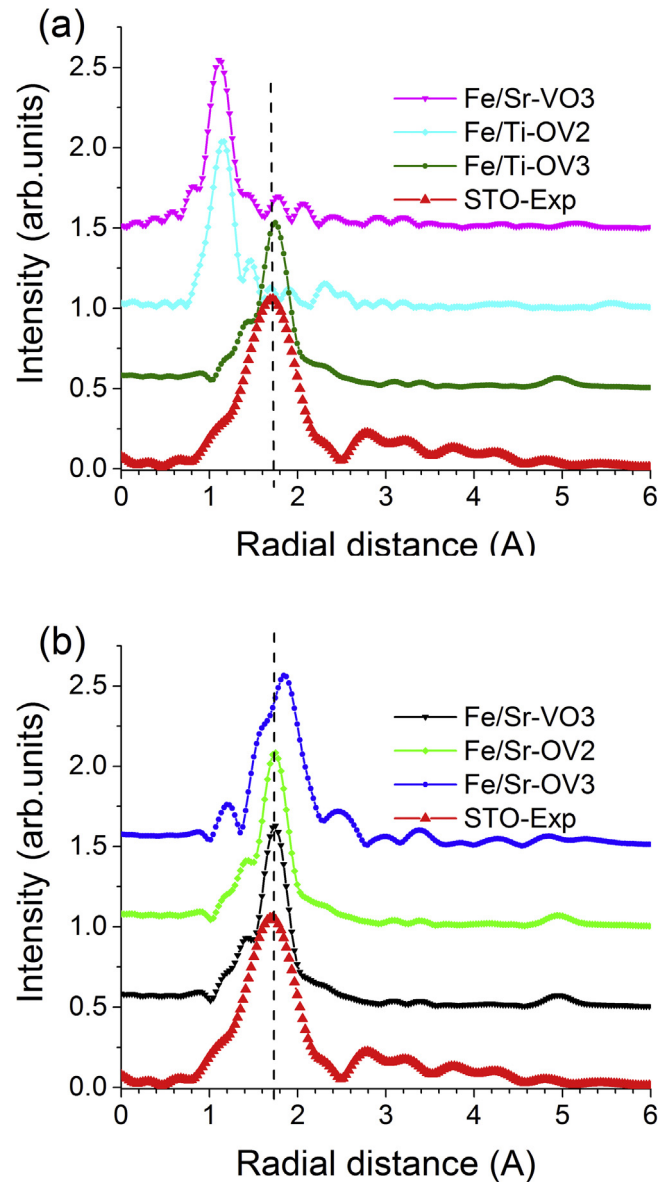 (a)
2.5
2.0
1.5
1.0
0.5
0.0
Intensity (arb.units)
Fe/Sr-VO3
Fe/Ti-OV2
Fe/Ti-OV3
STO-Exp
0 1 2 3 4 5 6
Radial distance (A)
(b)
2.5
2.0
1.5
1.0
0.5
0.0
Intensity (arb.units)
Fe/Sr-VO3
Fe/Sr-OV2
Fe/Sr-OV3
STO-Exp
0 1 2 3 4 5 6
Radial distance (A)